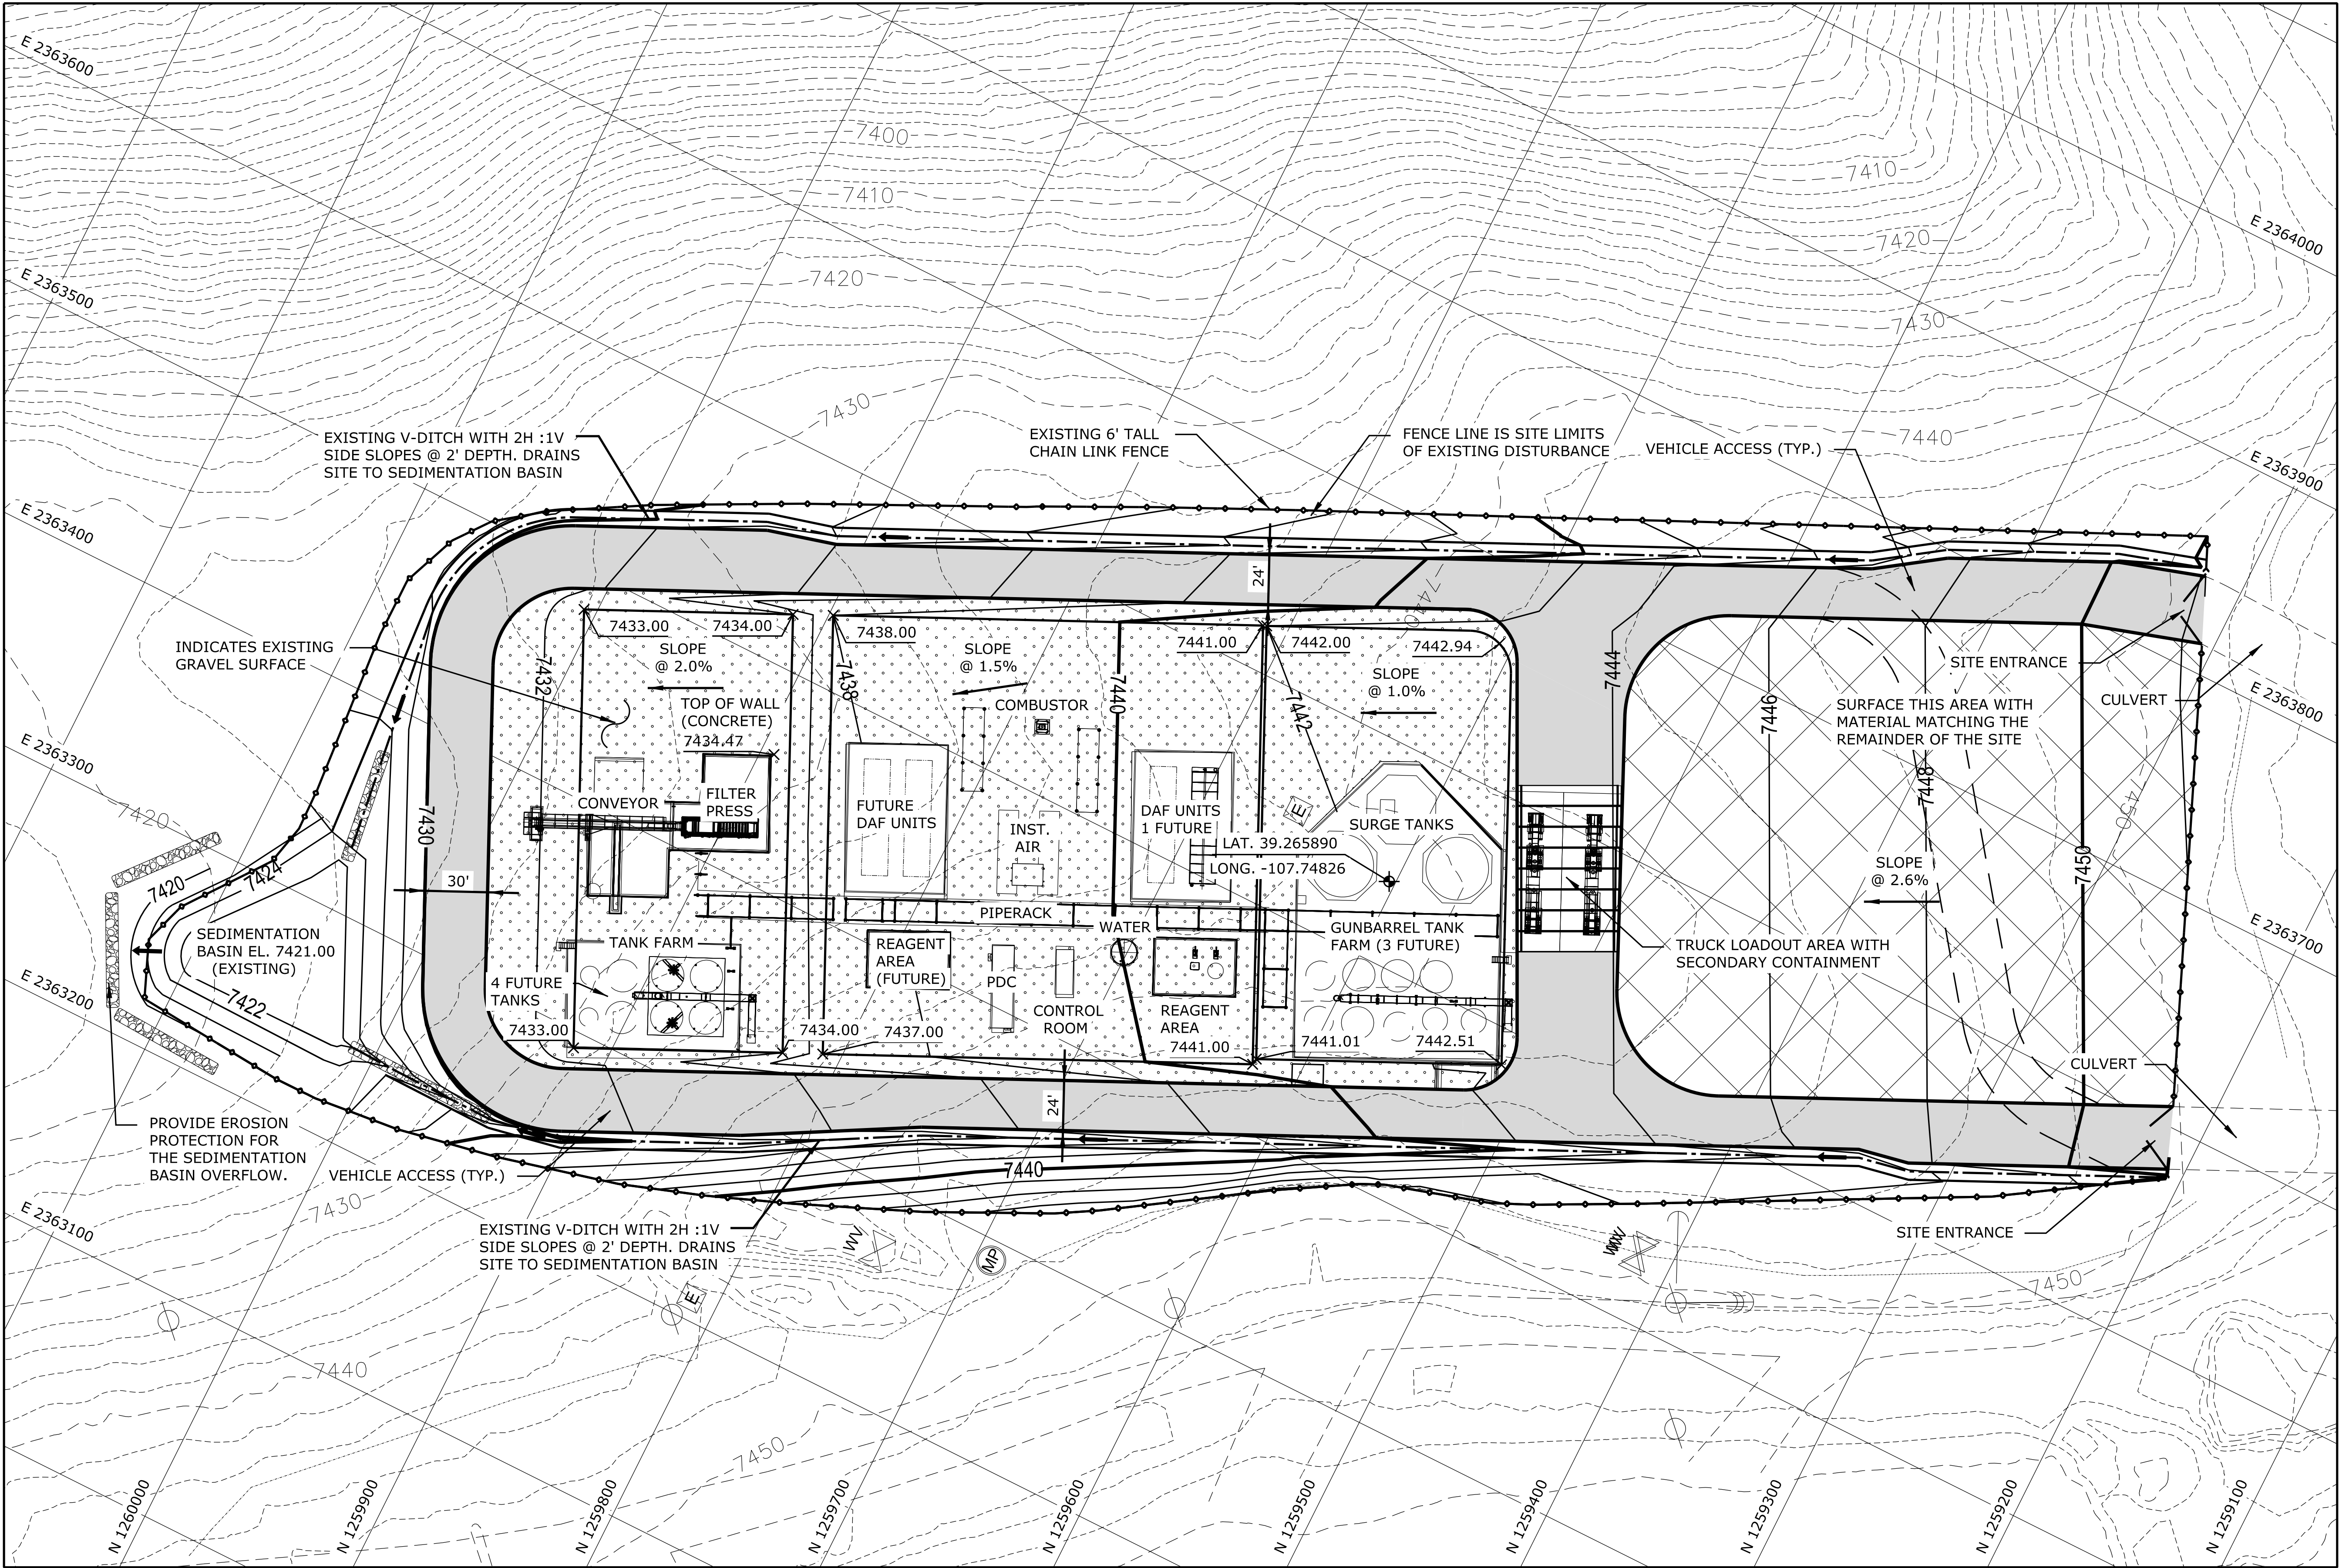 E 2363600
7400
7410
7410
7420
E 2364000
E 2363500
7420
7430
7430
7440
E 2363400
EXISTING V-DITCH WITH 2H :1V
SIDE SLOPES @ 2' DEPTH. DRAINS
SITE TO SEDIMENTATION BASIN
EXISTING 6' TALL
CHAIN LINK FENCE
FENCE LINE IS SITE LIMITS
OF EXISTING DISTURBANCE
VEHICLE ACCESS (TYP.)
E 2363900
24'
7440
INDICATES EXISTING
GRAVEL SURFACE
7433.00
7434.00
7438.00
7441.00
7442.00
7442.94
SLOPE
@ 2.0%
SLOPE
@ 1.5%
SLOPE
@ 1.0%
7432
7438
7440
7442
7444
7446
7448
7450
450
SITE ENTRANCE
CULVERT
E 2363800
TOP OF WALL
(CONCRETE)
7434.47
COMBUSTOR
SURFACE THIS AREA WITH
MATERIAL MATCHING THE
REMAINDER OF THE SITE
E 2363300
7420
7430
CONVEYOR
FILTER
PRESS
FUTURE
DAF UNITS
INST.
AIR
DAF UNITS
1 FUTURE
E
SURGE TANKS
LAT. 39.265890
LONG. -107.74826
SLOPE
@ 2.6%
7420
7424
30'
PIPERACK
WATER
GUNBARREL TANK
FARM (3 FUTURE)
E 2363700
SEDIMENTATION
BASIN EL. 7421.00
(EXISTING)
7422
TANK FARM
REAGENT
AREA
(FUTURE)
PDC
TRUCK LOADOUT AREA WITH
SECONDARY CONTAINMENT
E 2363200
4 FUTURE
TANKS
CONTROL
ROOM
REAGENT
AREA
7433.00
7434.00
7437.00
7441.00
7441.01
7442.51
CULVERT
24'
PROVIDE EROSION
PROTECTION FOR
THE SEDIMENTATION
BASIN OVERFLOW.
VEHICLE ACCESS (TYP.)
7440
E 2363100
7430
EXISTING V-DITCH WITH 2H :1V
SIDE SLOPES @ 2' DEPTH. DRAINS
SITE TO SEDIMENTATION BASIN
WV
MP
E
SITE ENTRANCE
7450
7440
7450
N 1260000
N 1259900
N 1259800
N 1259700
N 1259600
N 1259500
N 1259400
N 1259300
N 1259200
N 1259100